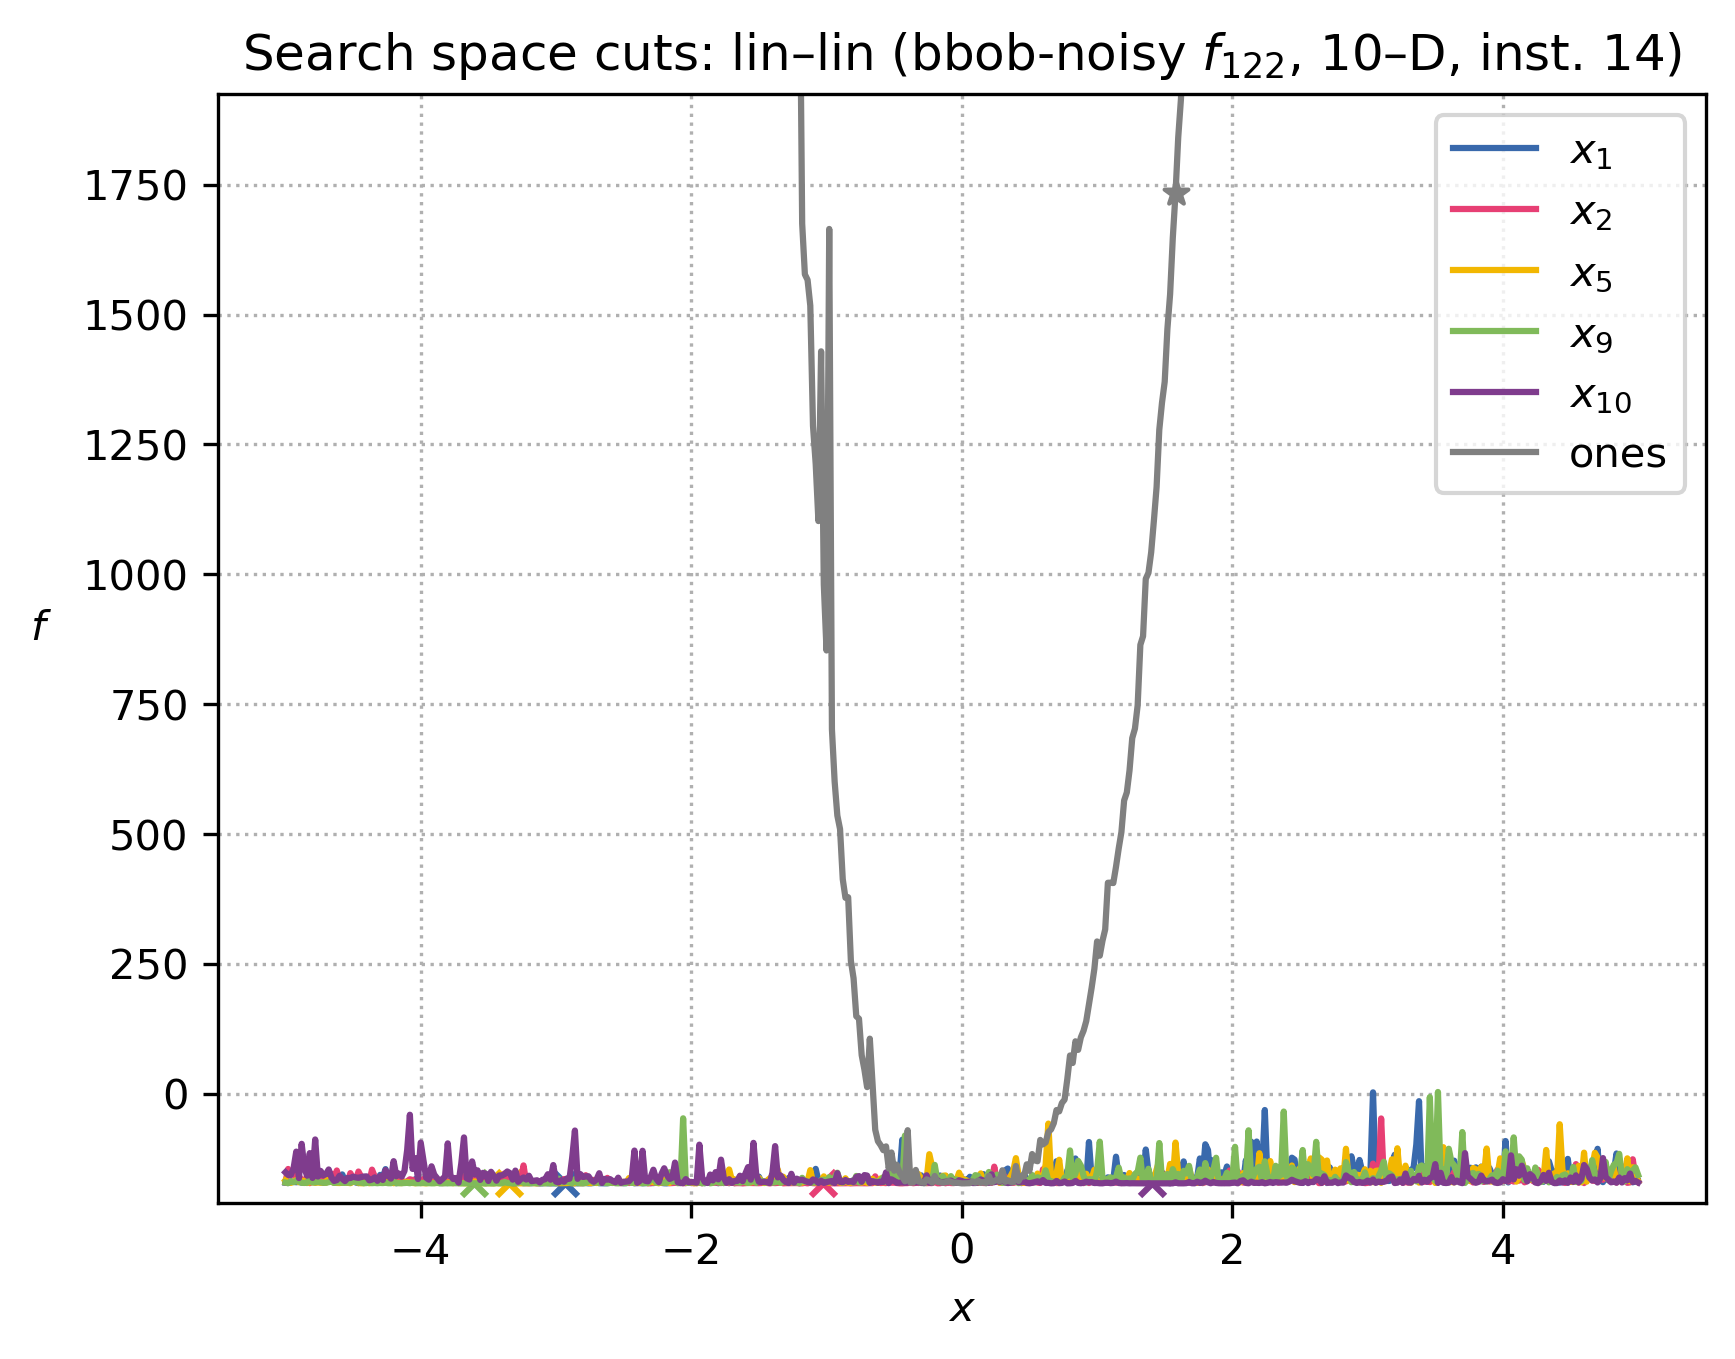 Search space cuts: lin–lin (bbob-noisy f₁₂₂, 10–D, inst. 14)
1750
1500
1250
1000
750
500
250
0
f
−4 −2 0 2 4
x
x₁
x₂
x₅
x₉
x₁₀
ones